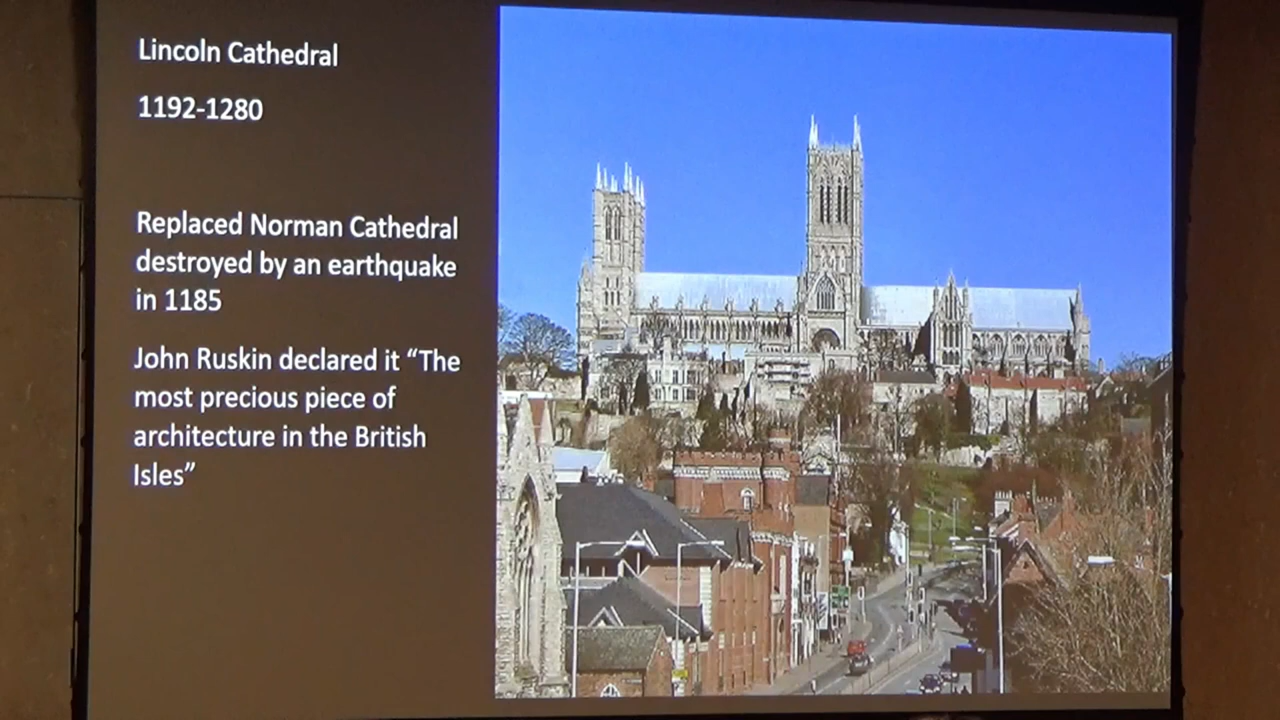 Lincoln Cathedral
1192-1280
Replaced Norman Cathedral
destroyed by an earthquake
in 1185
John Ruskin declared it “The
most precious piece of
architecture in the British
Isles”